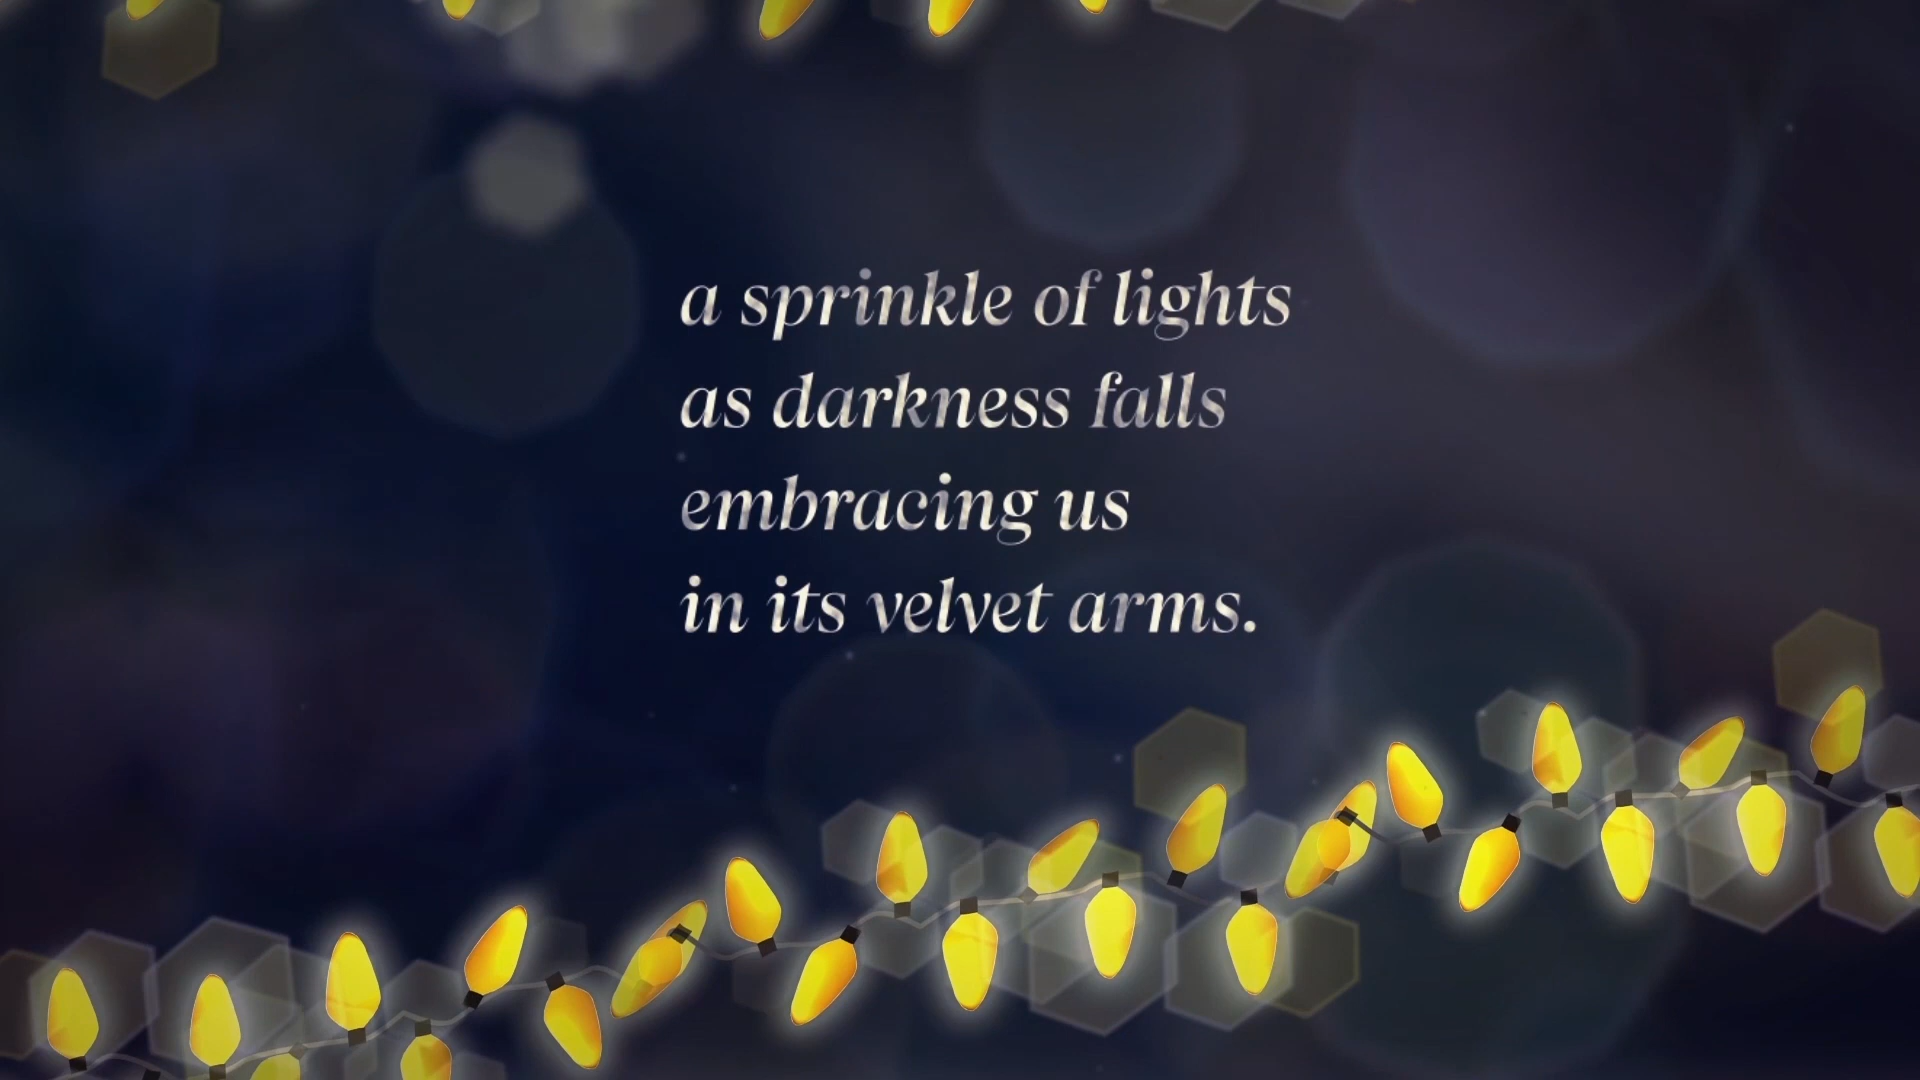 a sprinkle of lights
as darkness falls
embracing us
in its velvet arms.